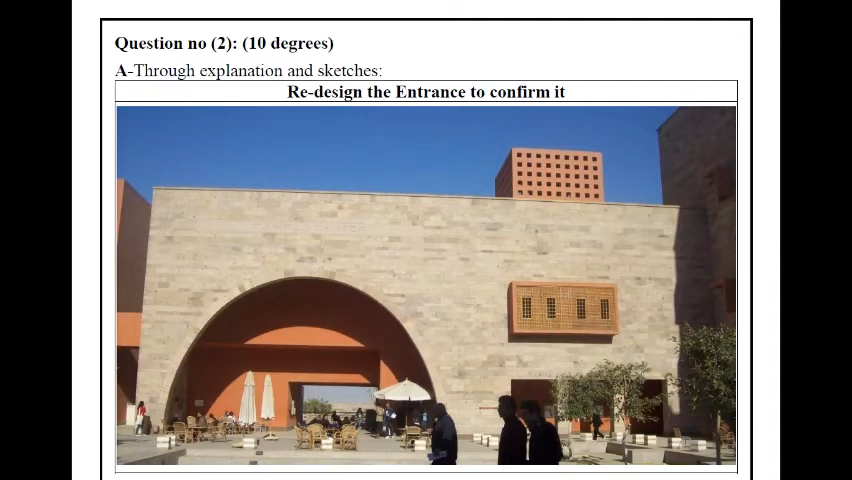 Question no (2): (10 degrees)
A-Through explanation and sketches:
Re-design the Entrance to confirm it